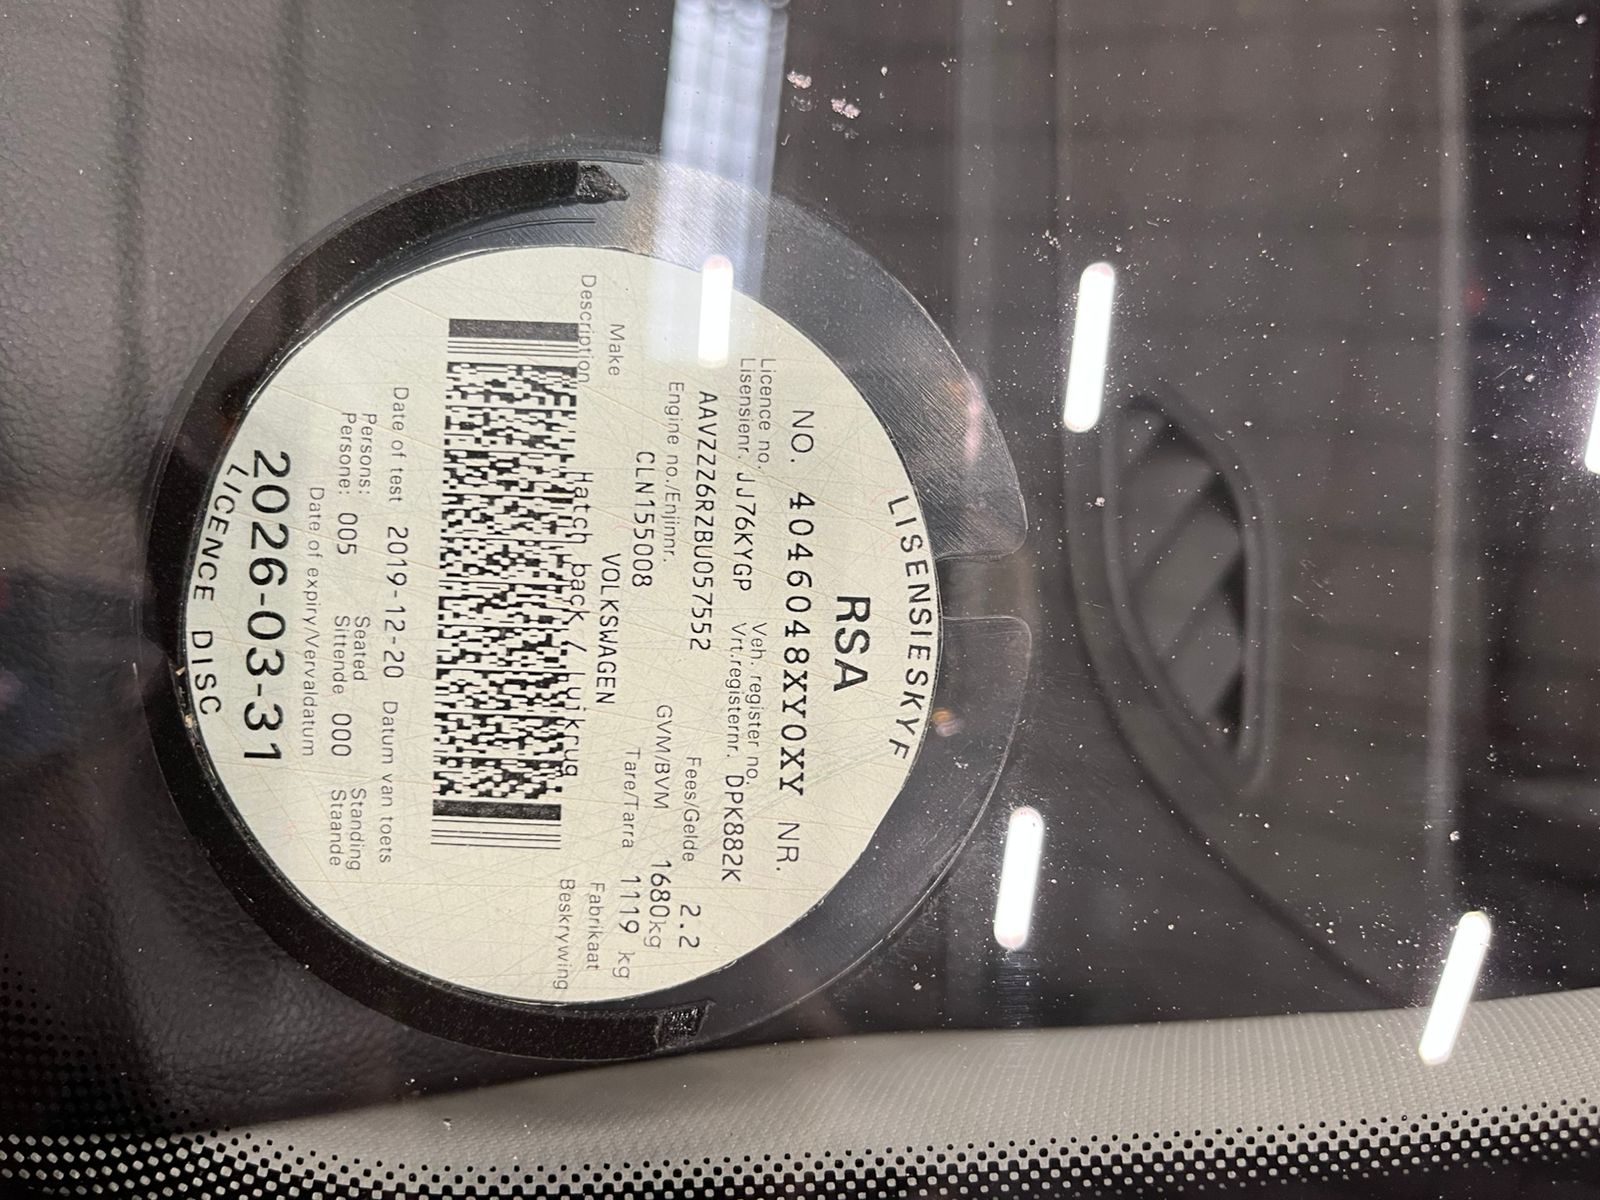 LISENSIESKYF
RSA
NO. 4046048XY0XY NR.
Licence no. Veh. register no.
Lisensienr. JJ76KYGP Vrt.registernr. DPK882K
AAVZZZ6RZBU057552 Fees/Gelde 2.2
Engine no./Enjinnr. GVM/BVM 1680kg
CLN155008 Tare/Tarra 1119 kg
Make VOLKSWAGEN Fabrikaat
Description Hatch back / Luikrug Beskrywing
Date of test 2019-12-20 Datum van toets
Persons: Seated Standing
Persone: 005 Sittende 000 Staande
Date of expiry/Vervaldatum
2026-03-31
LICENCE DISC